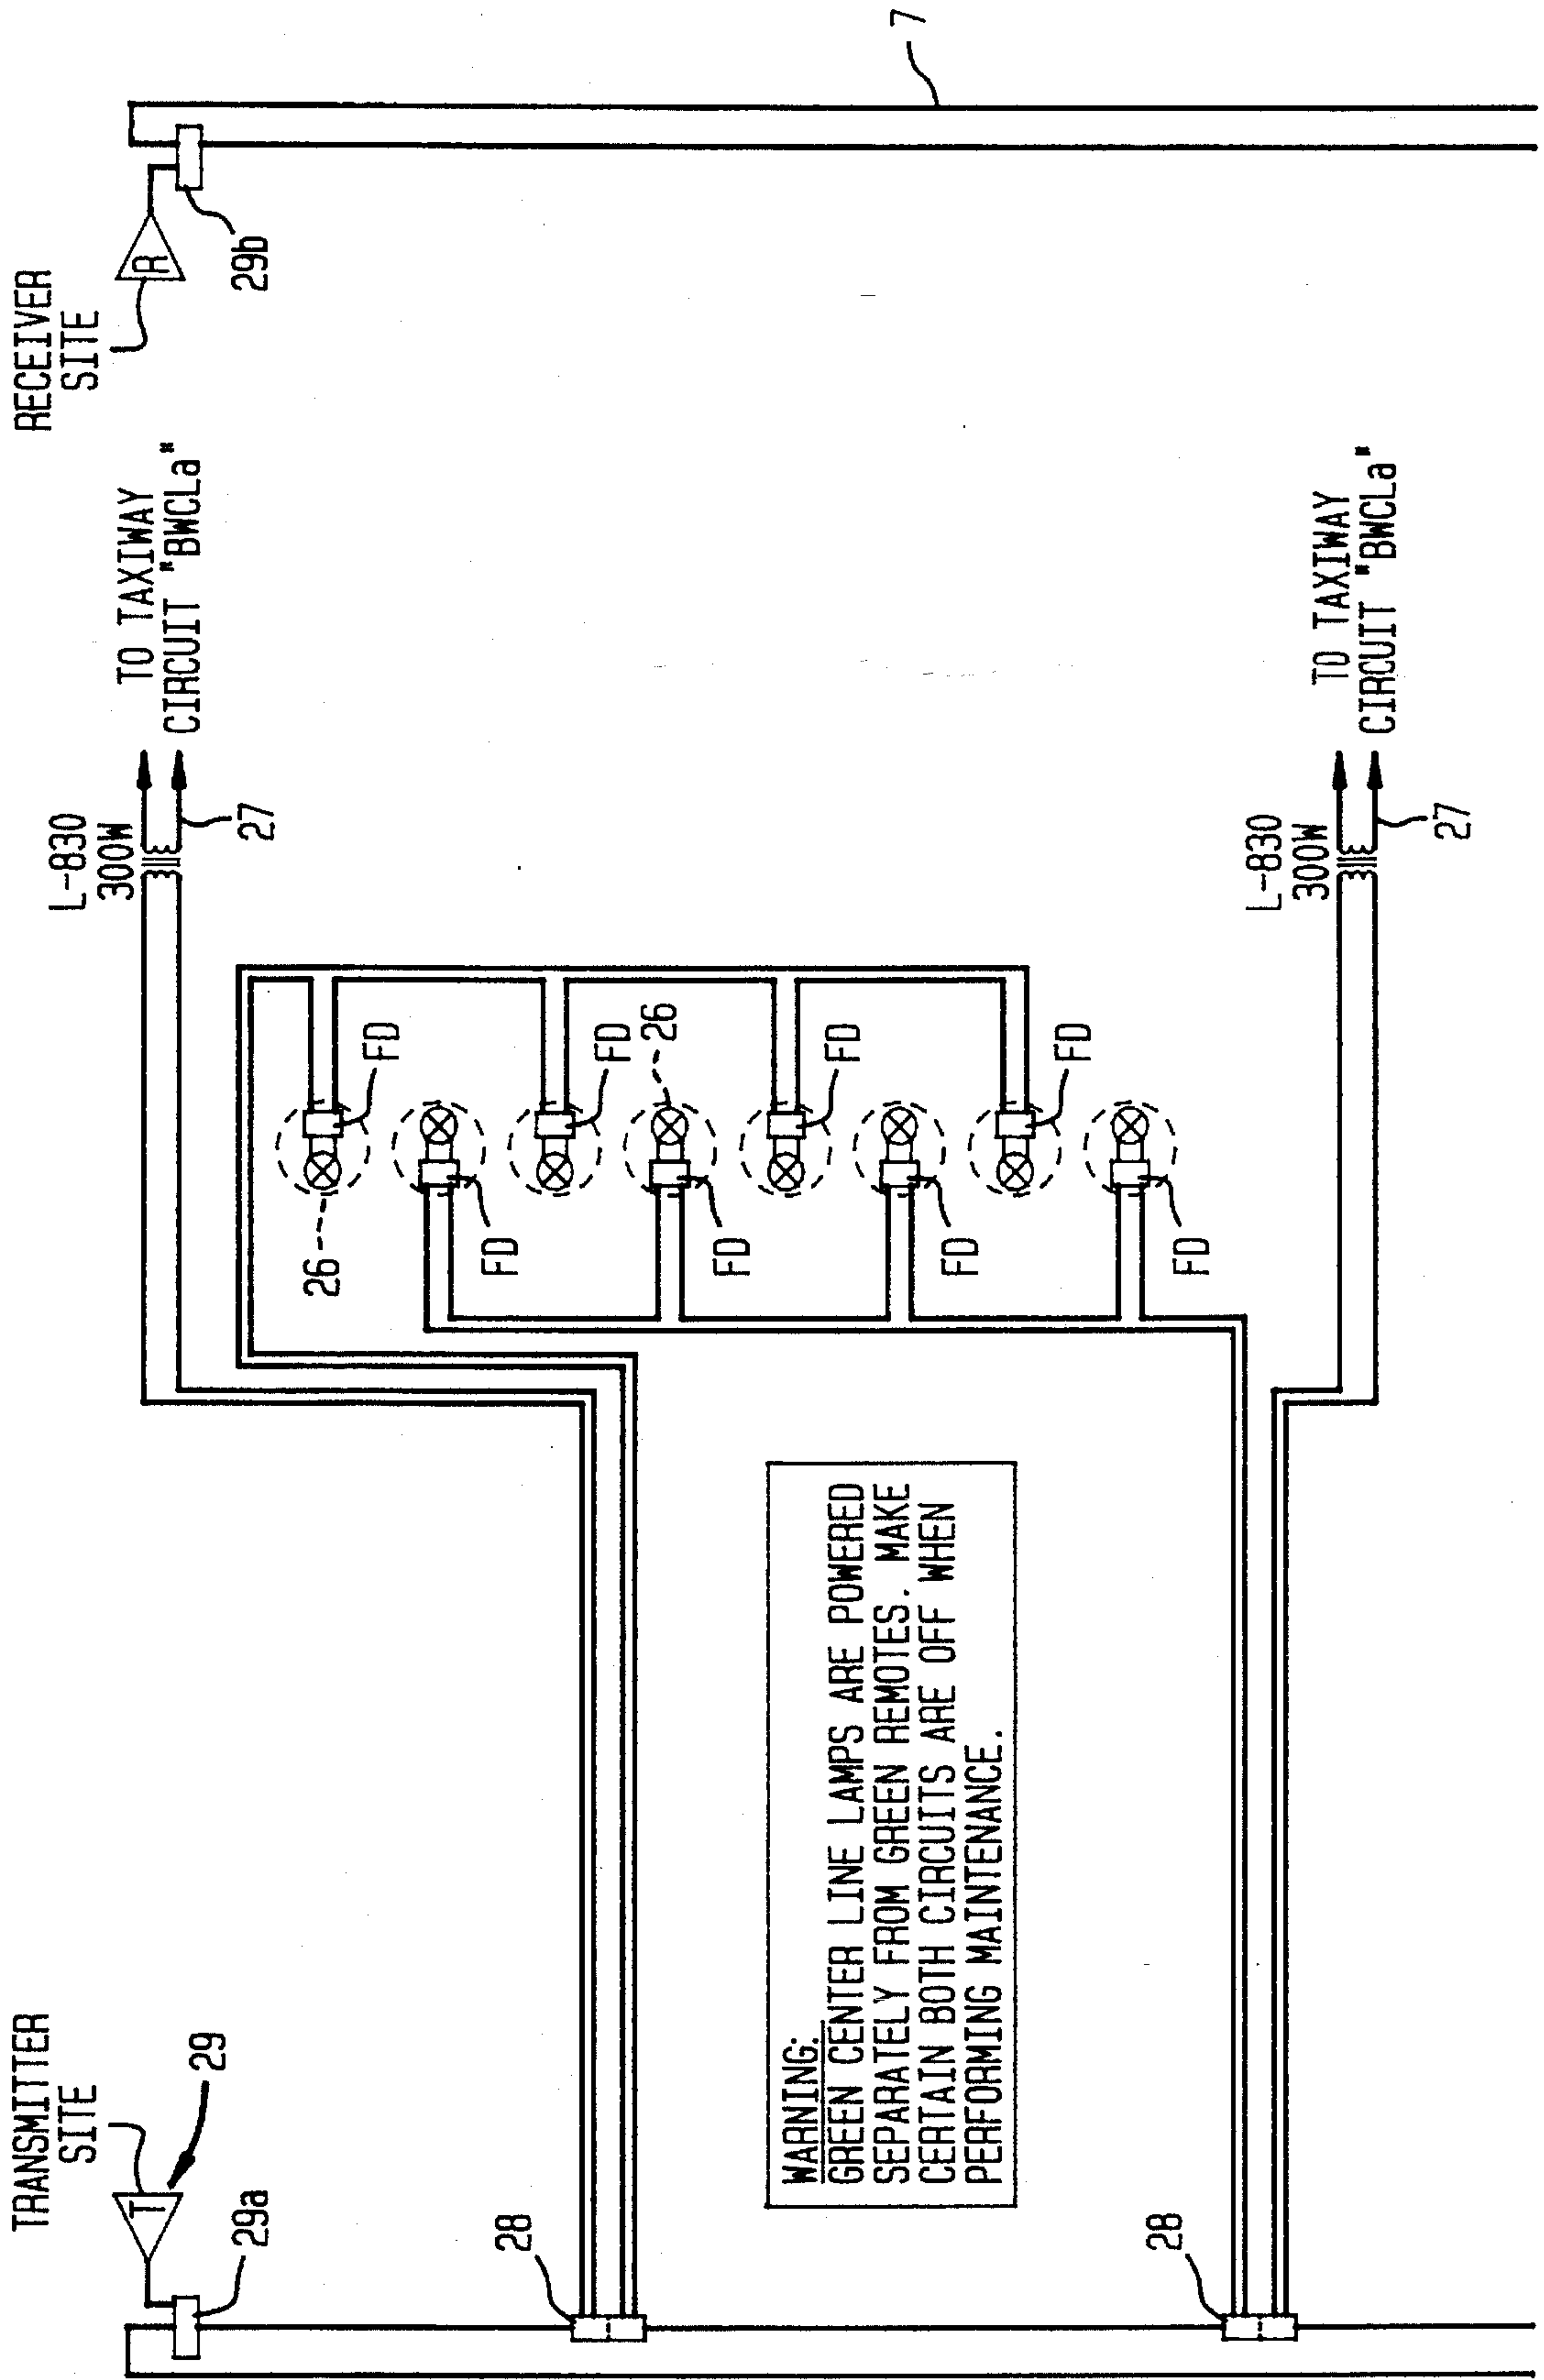 TRANSMITTER
SITE
T
29
29a
RECEIVER
SITE
R
29b
7
L-830
300W
TO TAXIWAY
CIRCUIT "BWCLa"
27
28
26
FD
FD
FD
FD
26
FD
FD
FD
FD
WARNING:
GREEN CENTER LINE LAMPS ARE POWERED
SEPARATELY FROM GREEN REMOTES. MAKE
CERTAIN BOTH CIRCUITS ARE OFF WHEN
PERFORMING MAINTENANCE.
28
L-830
300W
TO TAXIWAY
CIRCUIT "BWCLa"
27